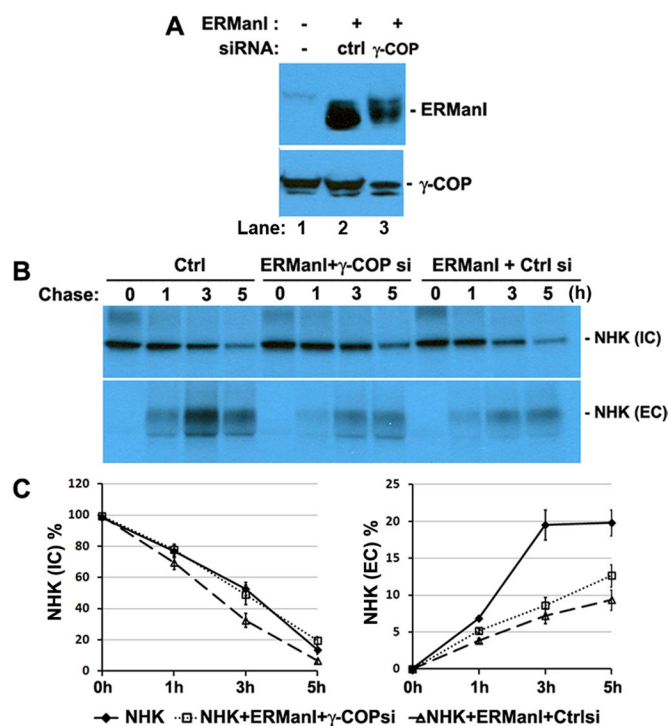 A
ERManI : - + +
siRNA: - ctrl γ-COP
- ERManI
- γ-COP
Lane: 1 2 3
B
Ctrl ERManI+γ-COP si ERManI + Ctrl si
Chase: 0 1 3 5 0 1 3 5 0 1 3 5 (h)
- NHK (IC)
- NHK (EC)
C
NHK (IC) %
120
100
80
60
40
20
0
0h 1h 3h 5h
NHK (EC) %
25
20
15
10
5
0
0h 1h 3h 5h
NHK NHK+ERManI+γ-COPsi NHK+ERManI+Ctrlsi